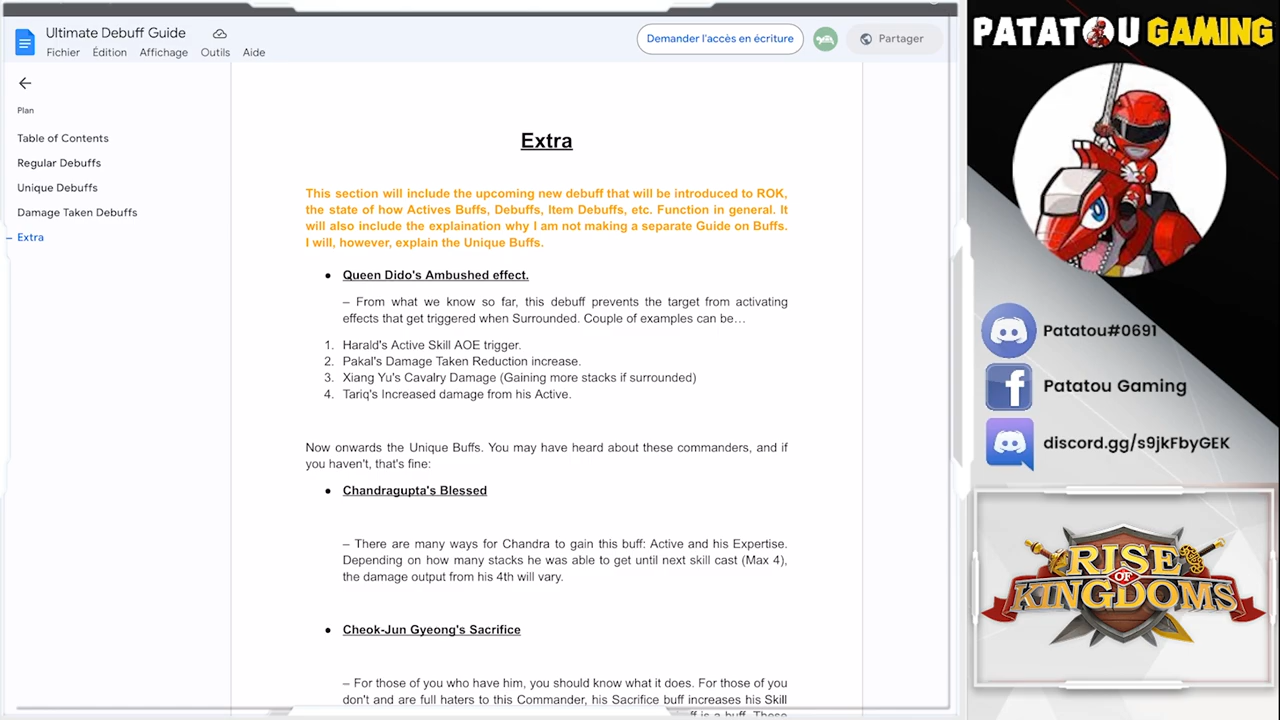 Ultimate Debuff Guide
Fichier Édition Affichage Outils Aide
Demander l'accès en écriture
Partager
Plan
Table of Contents
Regular Debuffs
Unique Debuffs
Damage Taken Debuffs
Extra
Extra
This section will include the upcoming new debuff that will be introduced to ROK,
the state of how Actives Buffs, Debuffs, Item Debuffs, etc. Function in general. It
will also include the explaination why I am not making a separate Guide on Buffs.
I will, however, explain the Unique Buffs.
● Queen Dido's Ambushed effect.
– From what we know so far, this debuff prevents the target from activating
effects that get triggered when Surrounded. Couple of examples can be…
1. Harald's Active Skill AOE trigger.
2. Pakal's Damage Taken Reduction increase.
3. Xiang Yu's Cavalry Damage (Gaining more stacks if surrounded)
4. Tariq's Increased damage from his Active.
Now onwards the Unique Buffs. You may have heard about these commanders, and if
you haven't, that's fine:
● Chandragupta's Blessed
– There are many ways for Chandra to gain this buff: Active and his Expertise.
Depending on how many stacks he was able to get until next skill cast (Max 4),
the damage output from his 4th will vary.
● Cheok-Jun Gyeong's Sacrifice
– For those of you who have him, you should know what it does. For those of you
don't and are full haters to this Commander, his Sacrifice buff increases his Skill
is a buff. These
PATATOU GAMING
Patatou#0691
Patatou Gaming
discord.gg/s9jkFbyGEK
RISE
OF
KINGDOMS